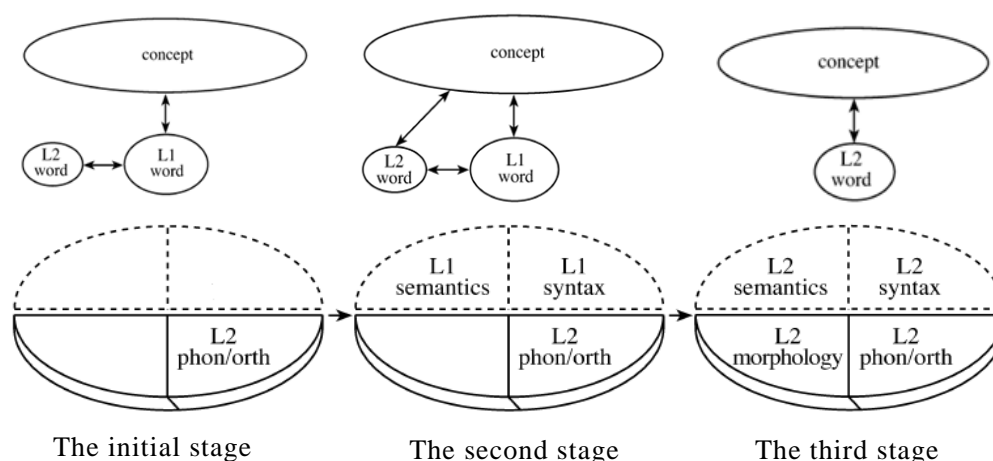 concept
L2
word
L1
word
concept
L2
word
L1
word
concept
L2
word
L2
phon/orth
L1
semantics
L1
syntax
L2
phon/orth
L2
semantics
L2
syntax
L2
morphology
L2
phon/orth
The initial stage
The second stage
The third stage